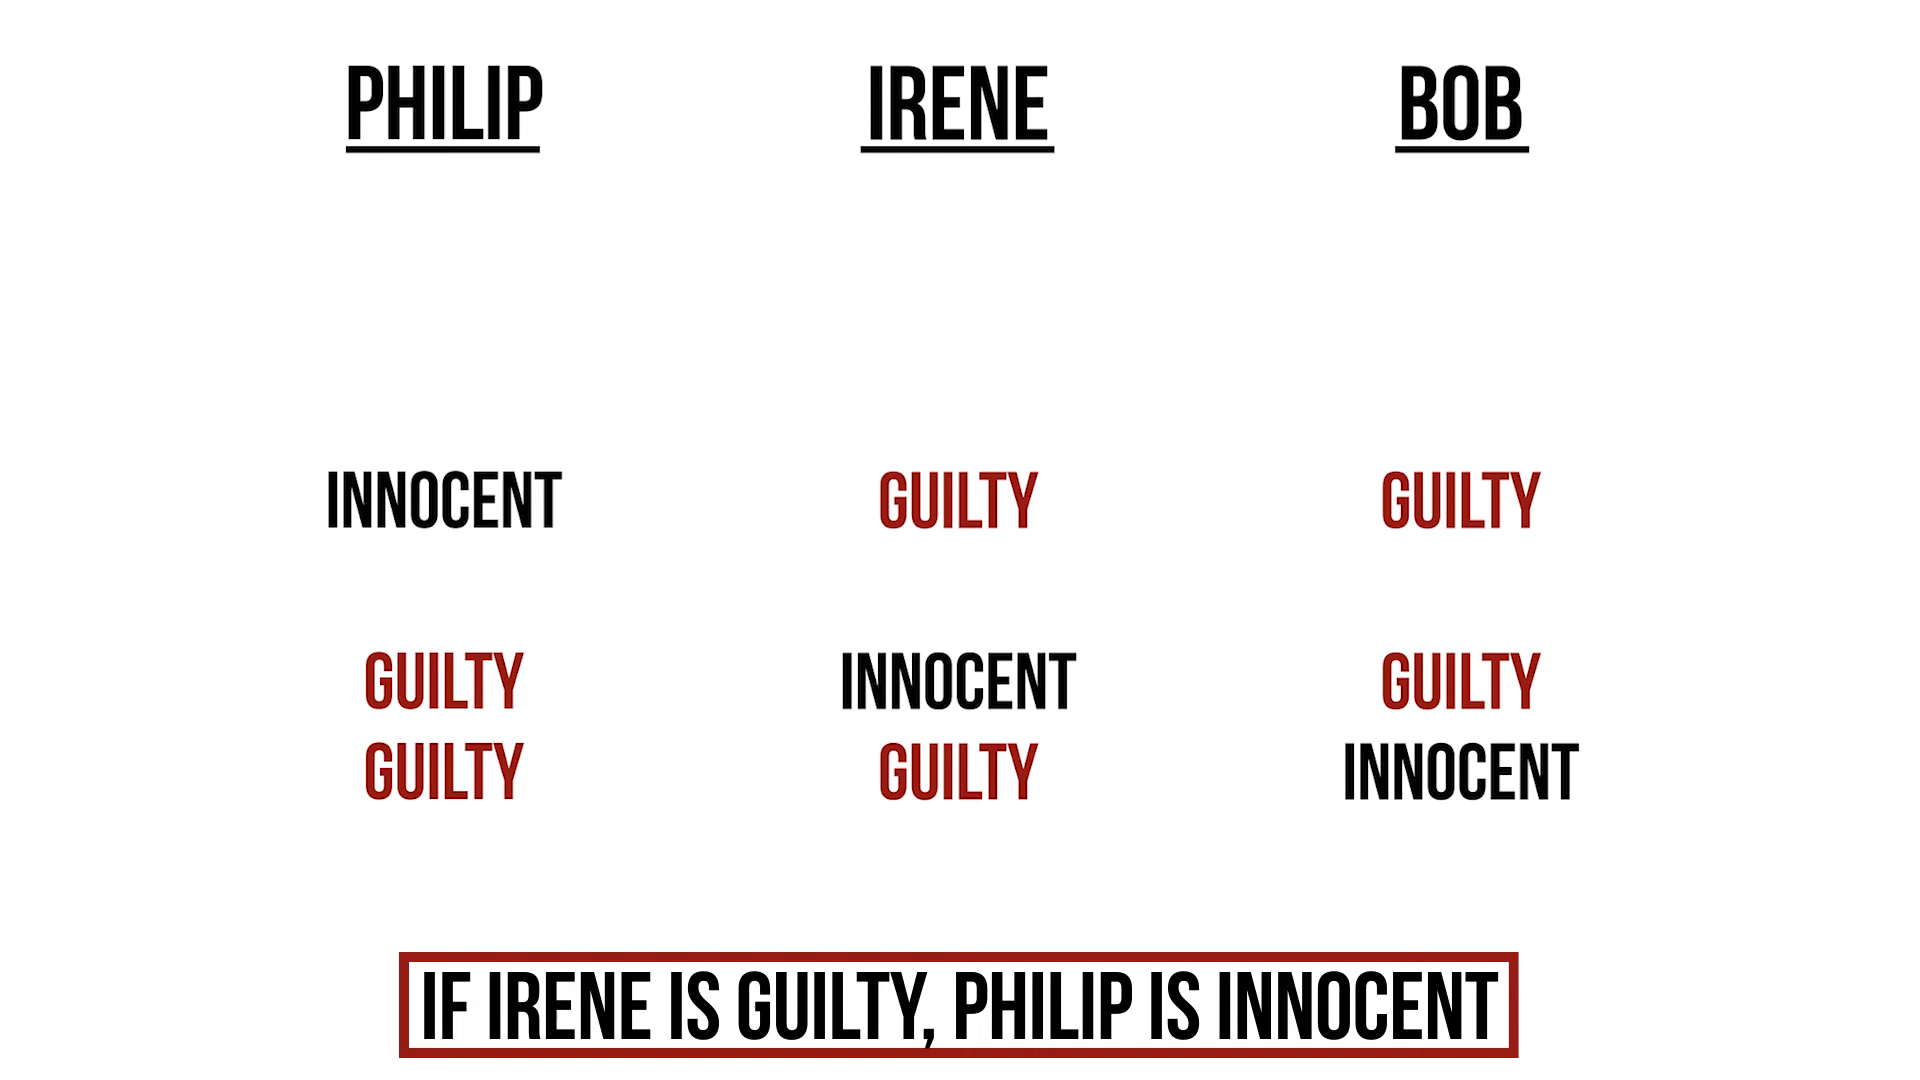 PHILIP IRENE BOB
INNOCENT GUILTY GUILTY
GUILTY INNOCENT GUILTY
GUILTY GUILTY INNOCENT
IF IRENE IS GUILTY, PHILIP IS INNOCENT